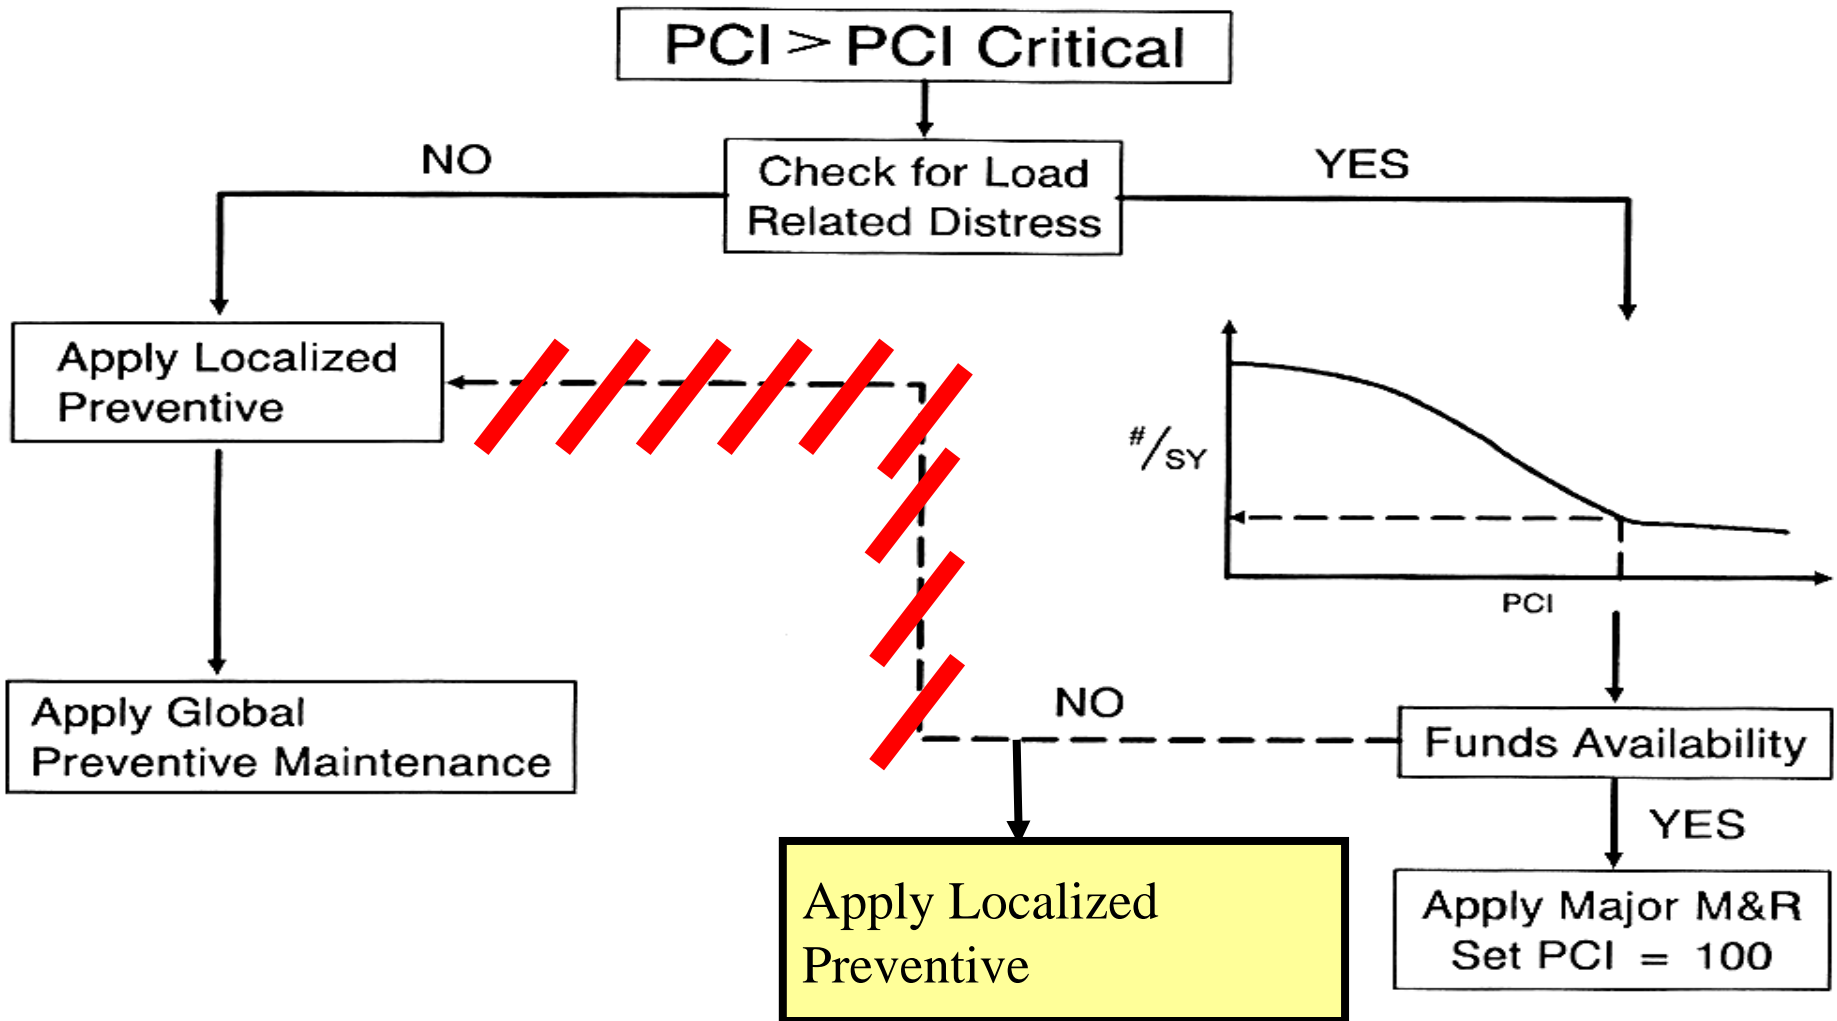 PCI > PCI Critical
NO
Check for Load
Related Distress
YES
Apply Localized
Preventive
#/SY
PCI
Apply Global
Preventive Maintenance
NO
Funds Availability
YES
Apply Localized
Preventive
Apply Major M&R
Set PCI = 100